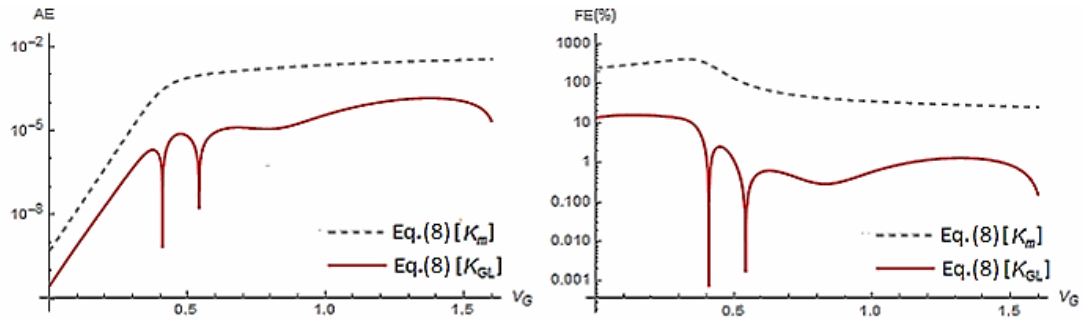 AE
10⁻²
10⁻⁵
10⁻⁸
0.5
1.0
1.5
V_G
Eq.(8) [K_m]
Eq.(8) [K_GL]
FE(%)
1000
100
10
1
0.100
0.010
0.001
0.5
1.0
1.5
V_G
Eq.(8) [K_m]
Eq.(8) [K_GL]